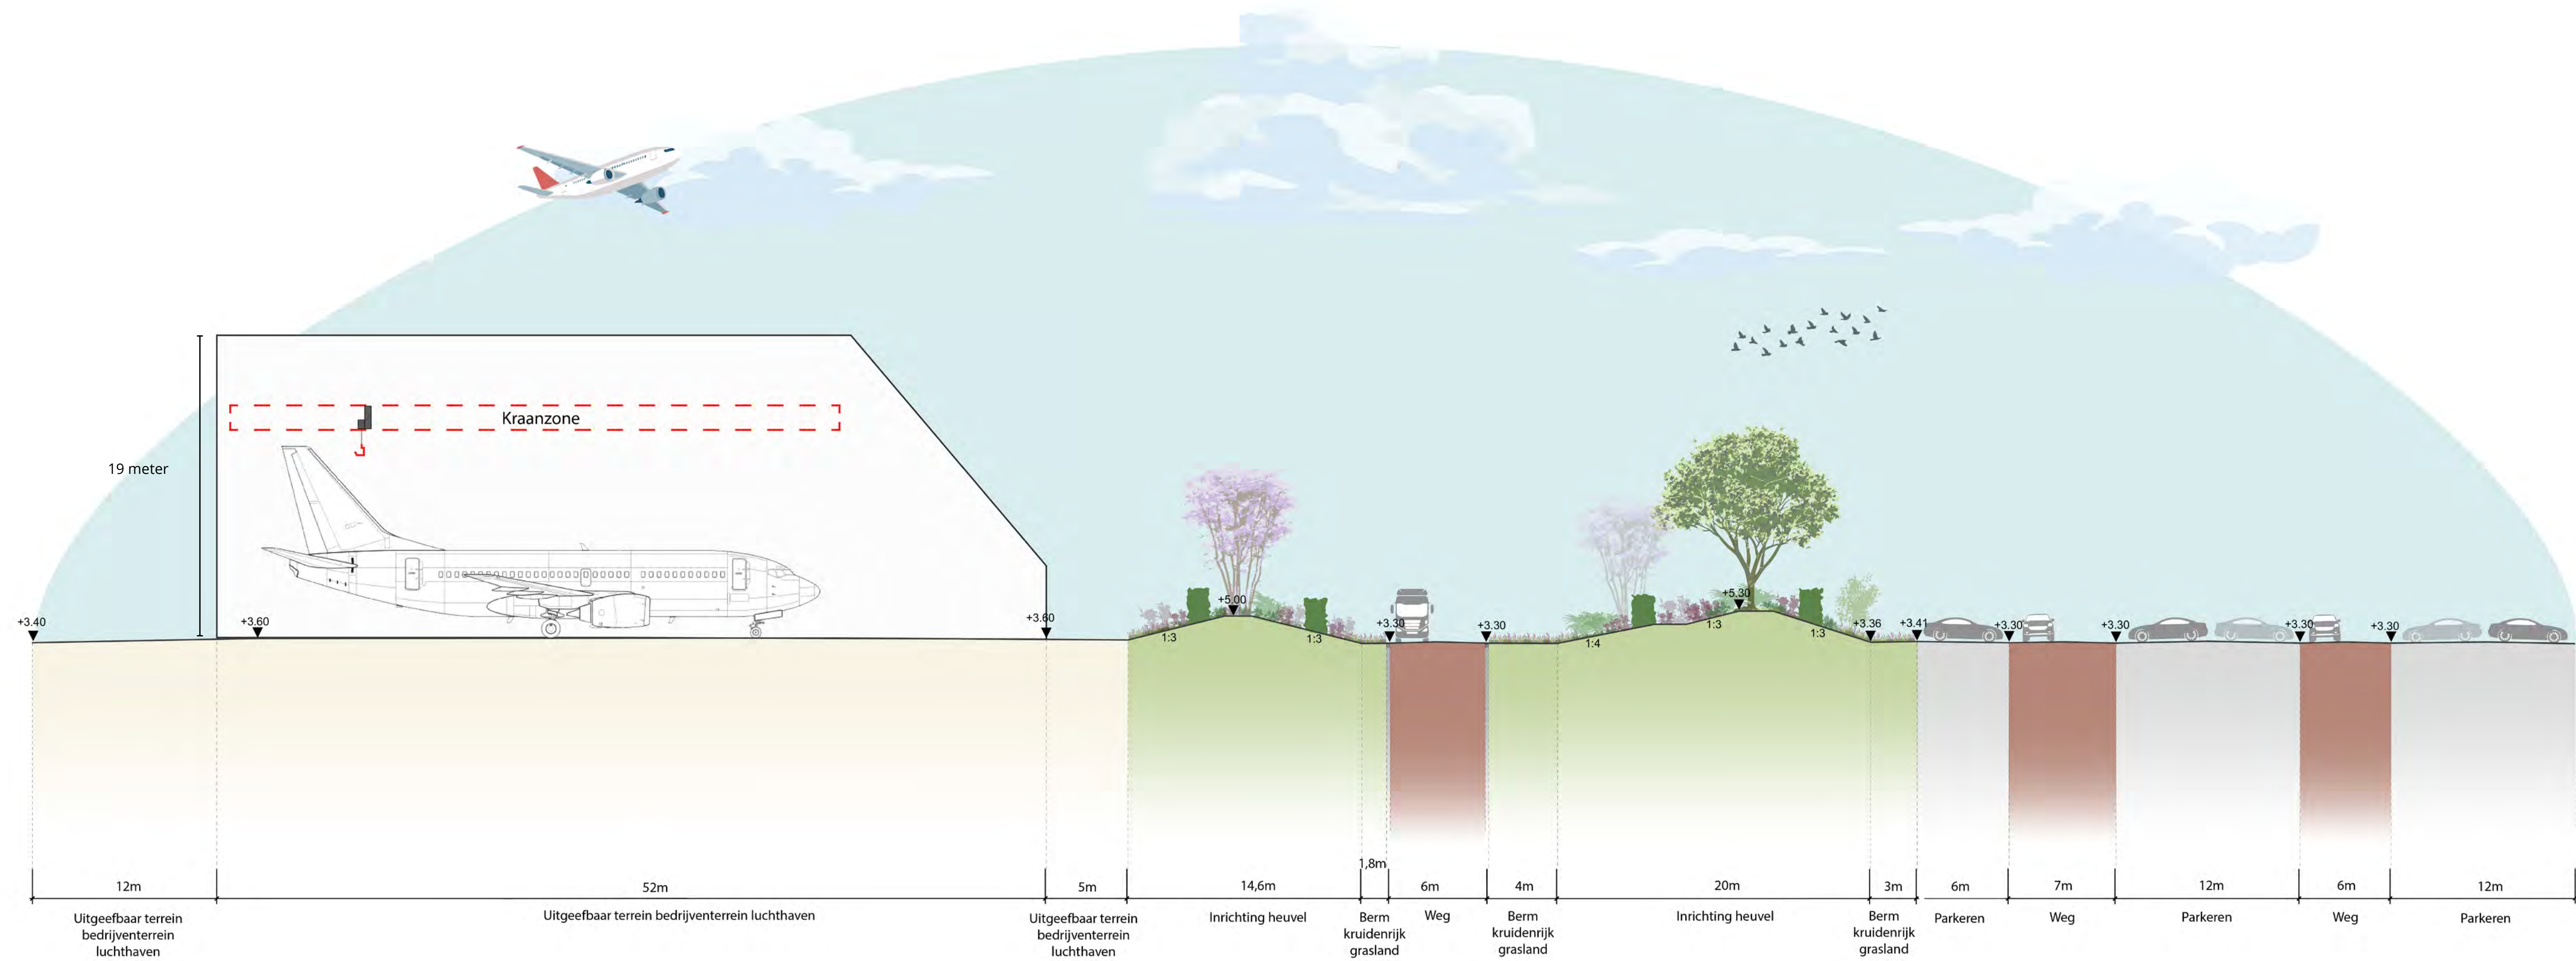 Kraanzone
19 meter
+3.40
+3.60
+3.60
+5.00
1:3
1:3
+3.30
+3.30
1:4
1:3
+5.30
1:3
+3.36
+3.41
+3.30
+3.30
+3.30
+3.30
12m
52m
5m
14,6m
1,8m
6m
4m
20m
3m
6m
7m
12m
6m
12m
Uitgeefbaar terrein
bedrijventerrein
luchthaven
Uitgeefbaar terrein bedrijventerrein luchthaven
Uitgeefbaar terrein
bedrijventerrein
luchthaven
Inrichting heuvel
Berm
kruidenrijk
grasland
Weg
Berm
kruidenrijk
grasland
Inrichting heuvel
Berm
kruidenrijk
grasland
Parkeren
Weg
Parkeren
Weg
Parkeren